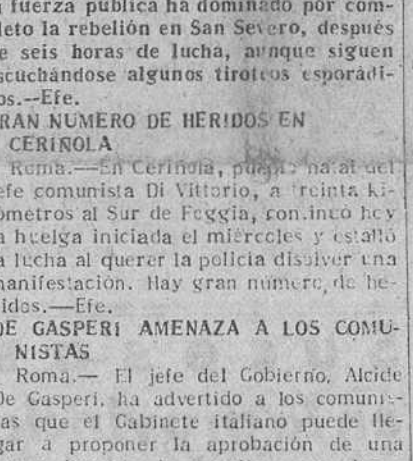 a fuerza pública ha dominado por com-
leto la rebelión en San Severo, después
e seis horas de lucha, aunque siguen
scuchándose algunos tiroteos esporádi-
os.--Efe.
RAN NUMERO DE HERIDOS EN
CERIÑOLA
Roma.—En Ceriñola, pueblo natal del
efe comunista Di Vittorio, a treinta ki-
ómetros al Sur de Foggia, continuó hoy
a huelga iniciada el miércoles y estalló
a lucha al querer la policía disolver una
manifestación. Hay gran número de he-
idos.—Efe.
DE GASPERI AMENAZA A LOS COMU-
NISTAS
Roma.— El jefe del Gobierno, Alcide
De Gasperi, ha advertido a los comunis-
as que el Gabinete italiano puede lle-
gar a proponer la aprobación de una